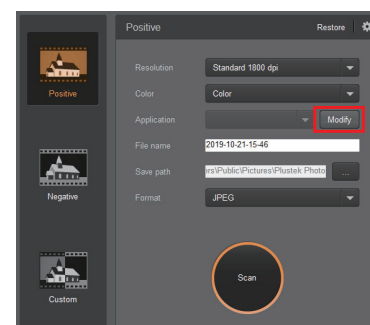 Positive
Restore
Resolution
Standard 1800 dpi
Positive
Color
Color
Application
Modify
File name
2019-10-21-15-46
Save path
rs\Public\Pictures\Plustek Photo
...
Negative
Format
JPEG
Scan
Custom